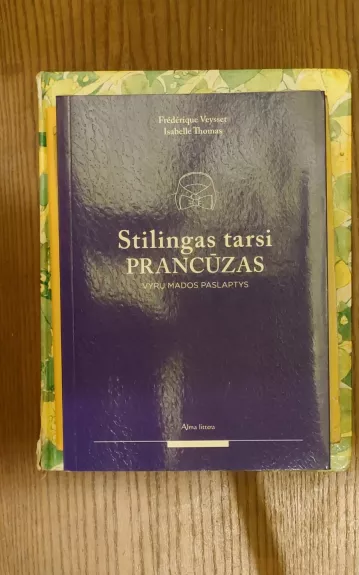 Frédérique Veysset
Isabelle Thomas
Stilingas tarsi
PRANCŪZAS
VYRŲ MADOS PASLAPTYS
Alma littera